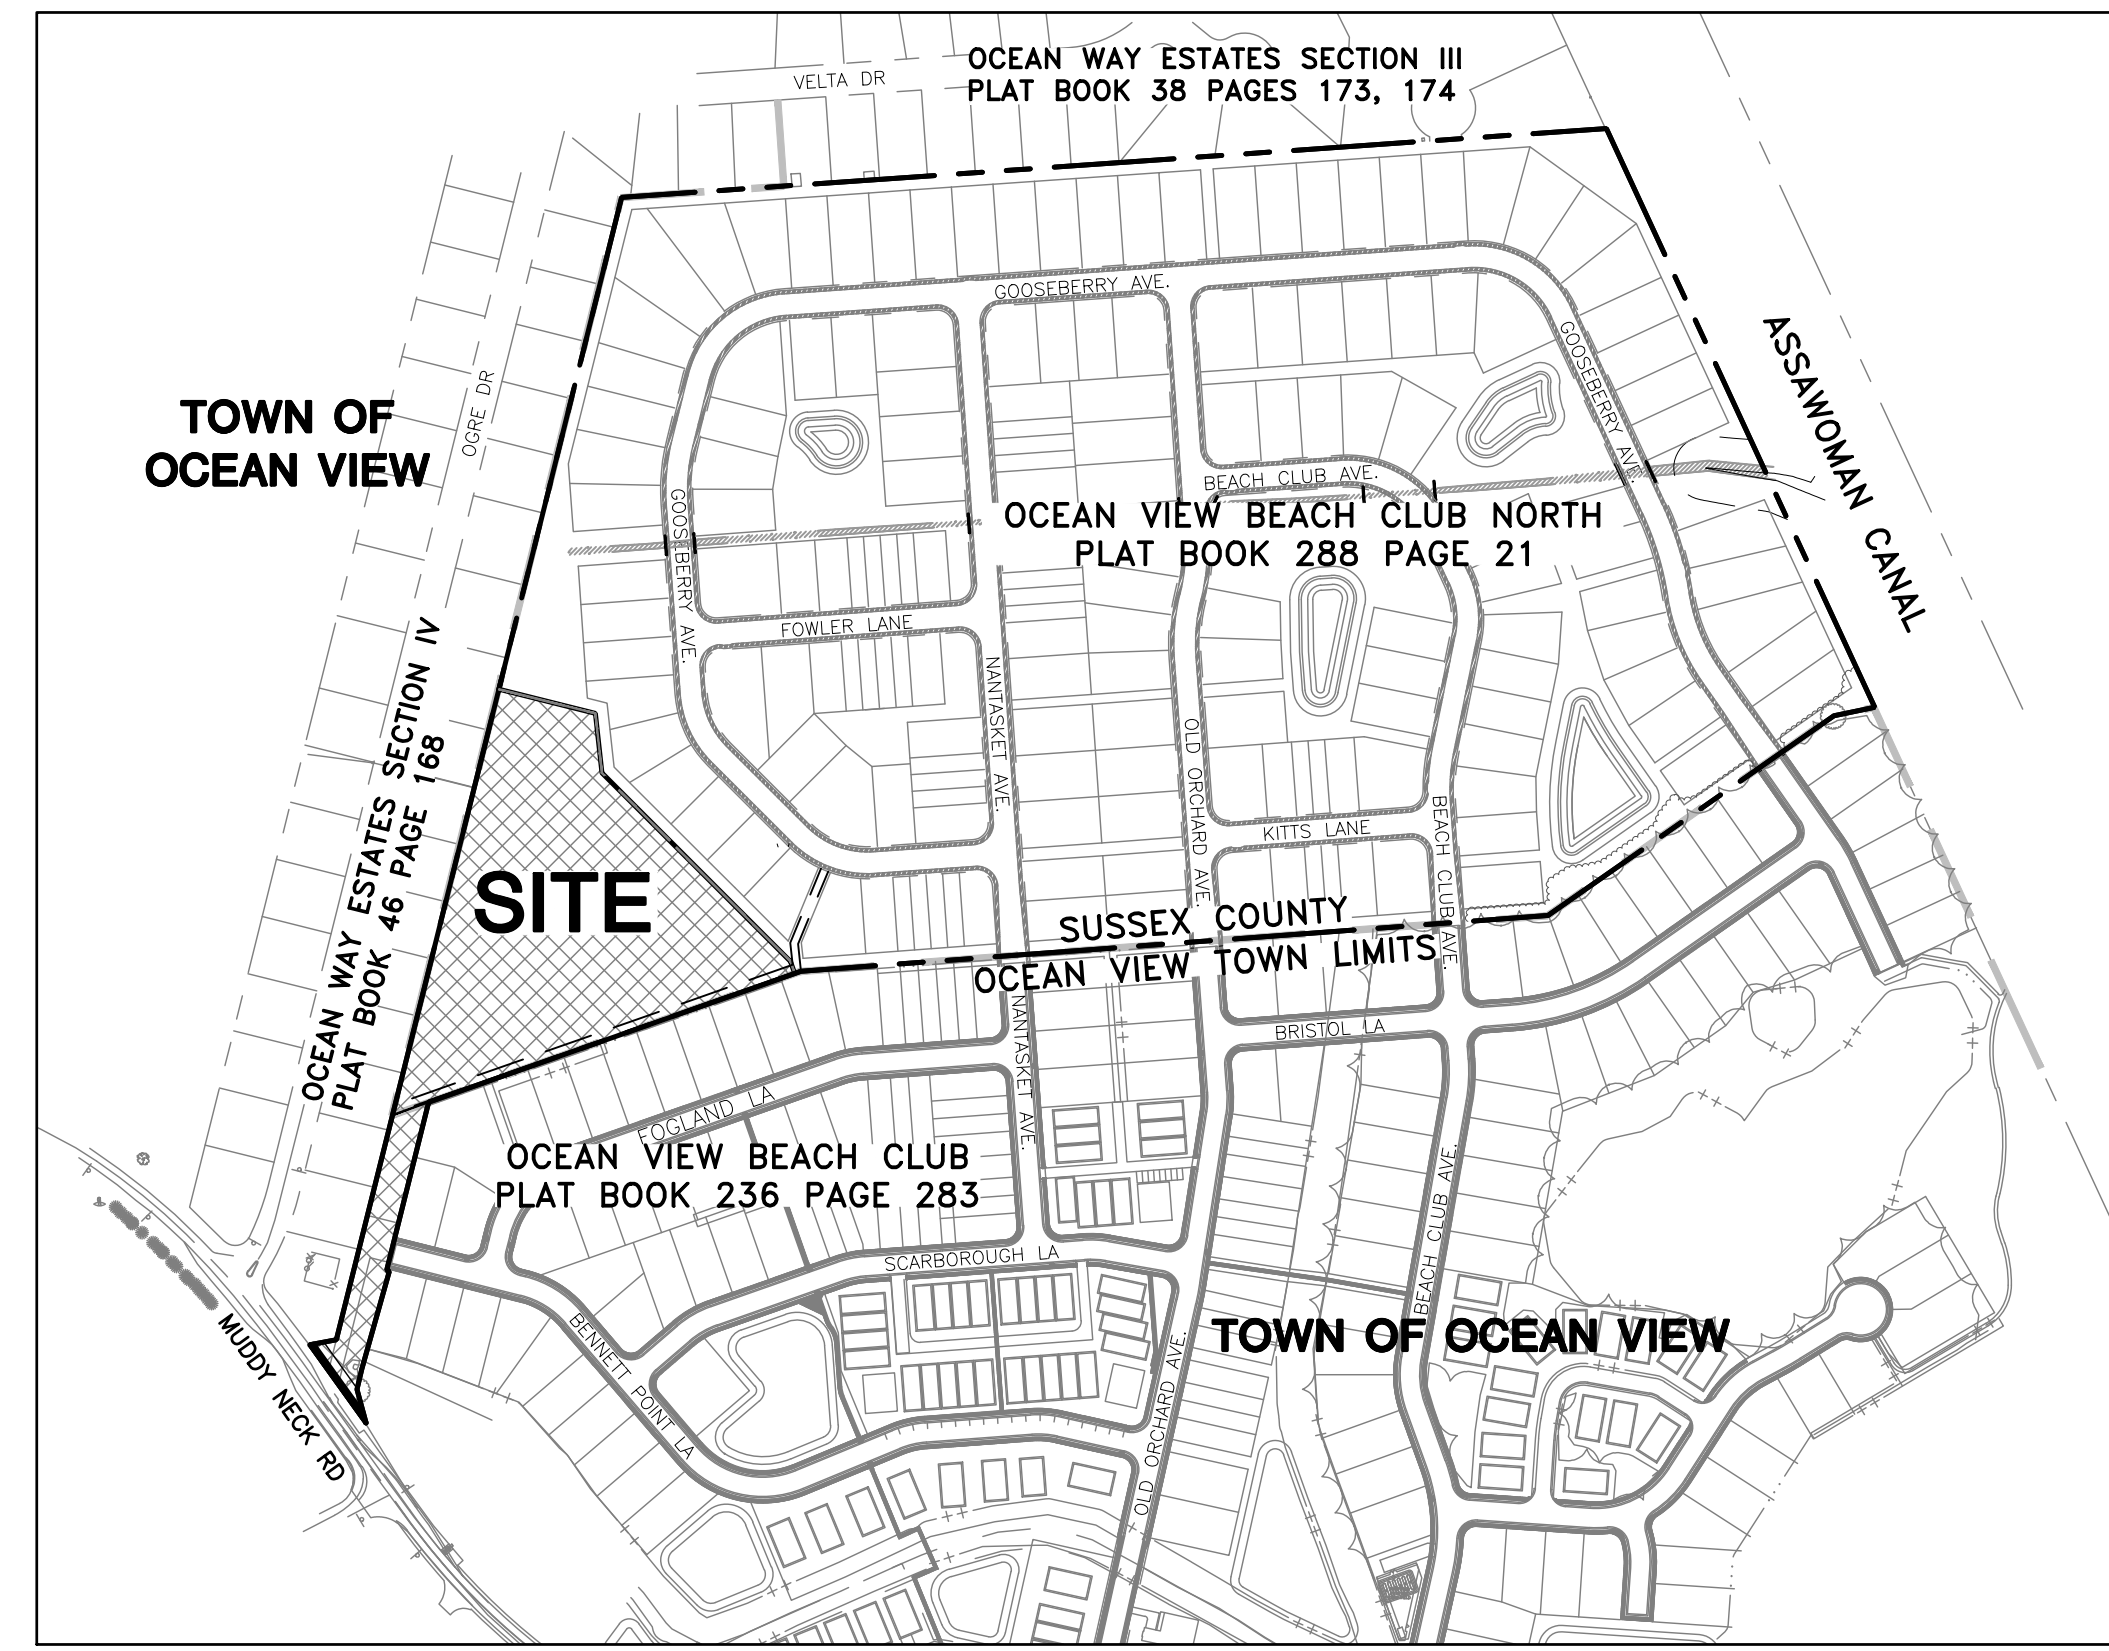 OCEAN WAY ESTATES SECTION III
PLAT BOOK 38 PAGES 173, 174
VELTA DR
GOOSEBERRY AVE.
GOOSEBERRY AVE.
ASSAWOMAN CANAL
OGRE DR
TOWN OF
OCEAN VIEW
BEACH CLUB AVE.
OCEAN VIEW BEACH CLUB NORTH
PLAT BOOK 288 PAGE 21
GOOSEBERRY AVE.
FOWLER LANE
NANTASKET AVE.
OLD ORCHARD AVE.
KITTS LANE
BEACH CLUB AVE.
OCEAN WAY ESTATES SECTION IV
PLAT BOOK 46 PAGE 168
SITE
SUSSEX COUNTY
OCEAN VIEW TOWN LIMITS
NANTASKET AVE.
BRISTOL LA
FOGLAND LA
OCEAN VIEW BEACH CLUB
PLAT BOOK 236 PAGE 283
SCARBOROUGH LA
BEACH CLUB AVE.
TOWN OF OCEAN VIEW
BENNETT POINT LA
OLD ORCHARD AVE.
MUDDY NECK RD